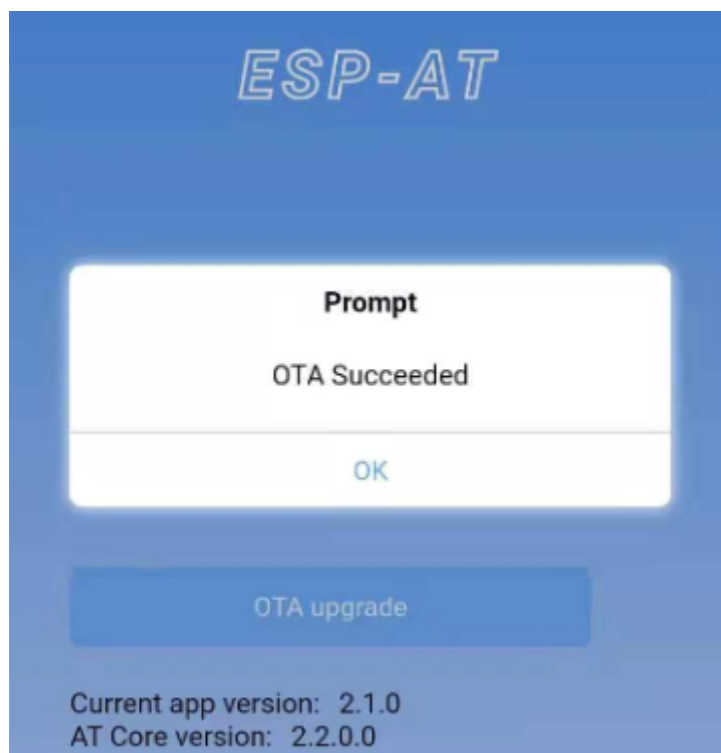 ESP-AT
Prompt
OTA Succeeded
OK
OTA upgrade
Current app version: 2.1.0
AT Core version: 2.2.0.0